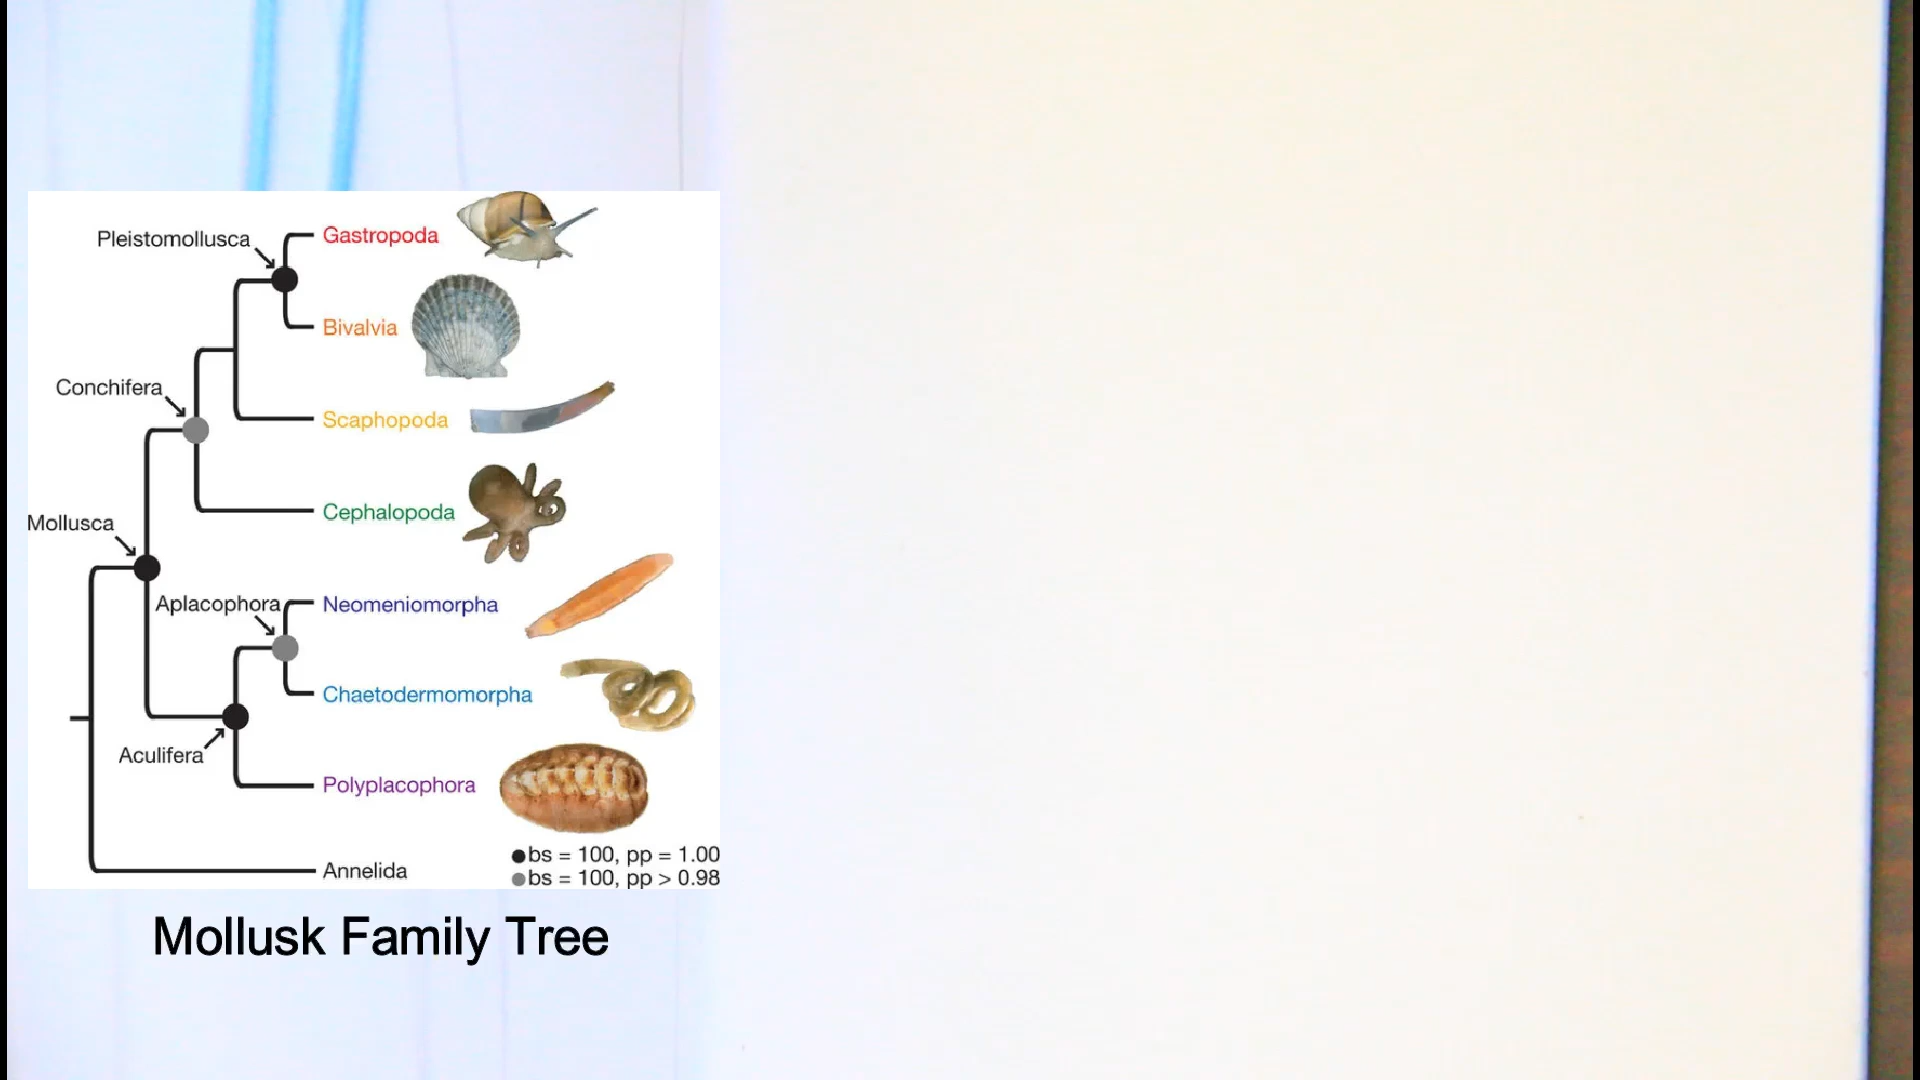 Pleistomollusca
Gastropoda
Bivalvia
Conchifera
Scaphopoda
Cephalopoda
Mollusca
Aplacophora
Neomeniomorpha
Chaetodermomorpha
Aculifera
Polyplacophora
bs = 100, pp = 1.00
Annelida
bs = 100, pp > 0.98
Mollusk Family Tree